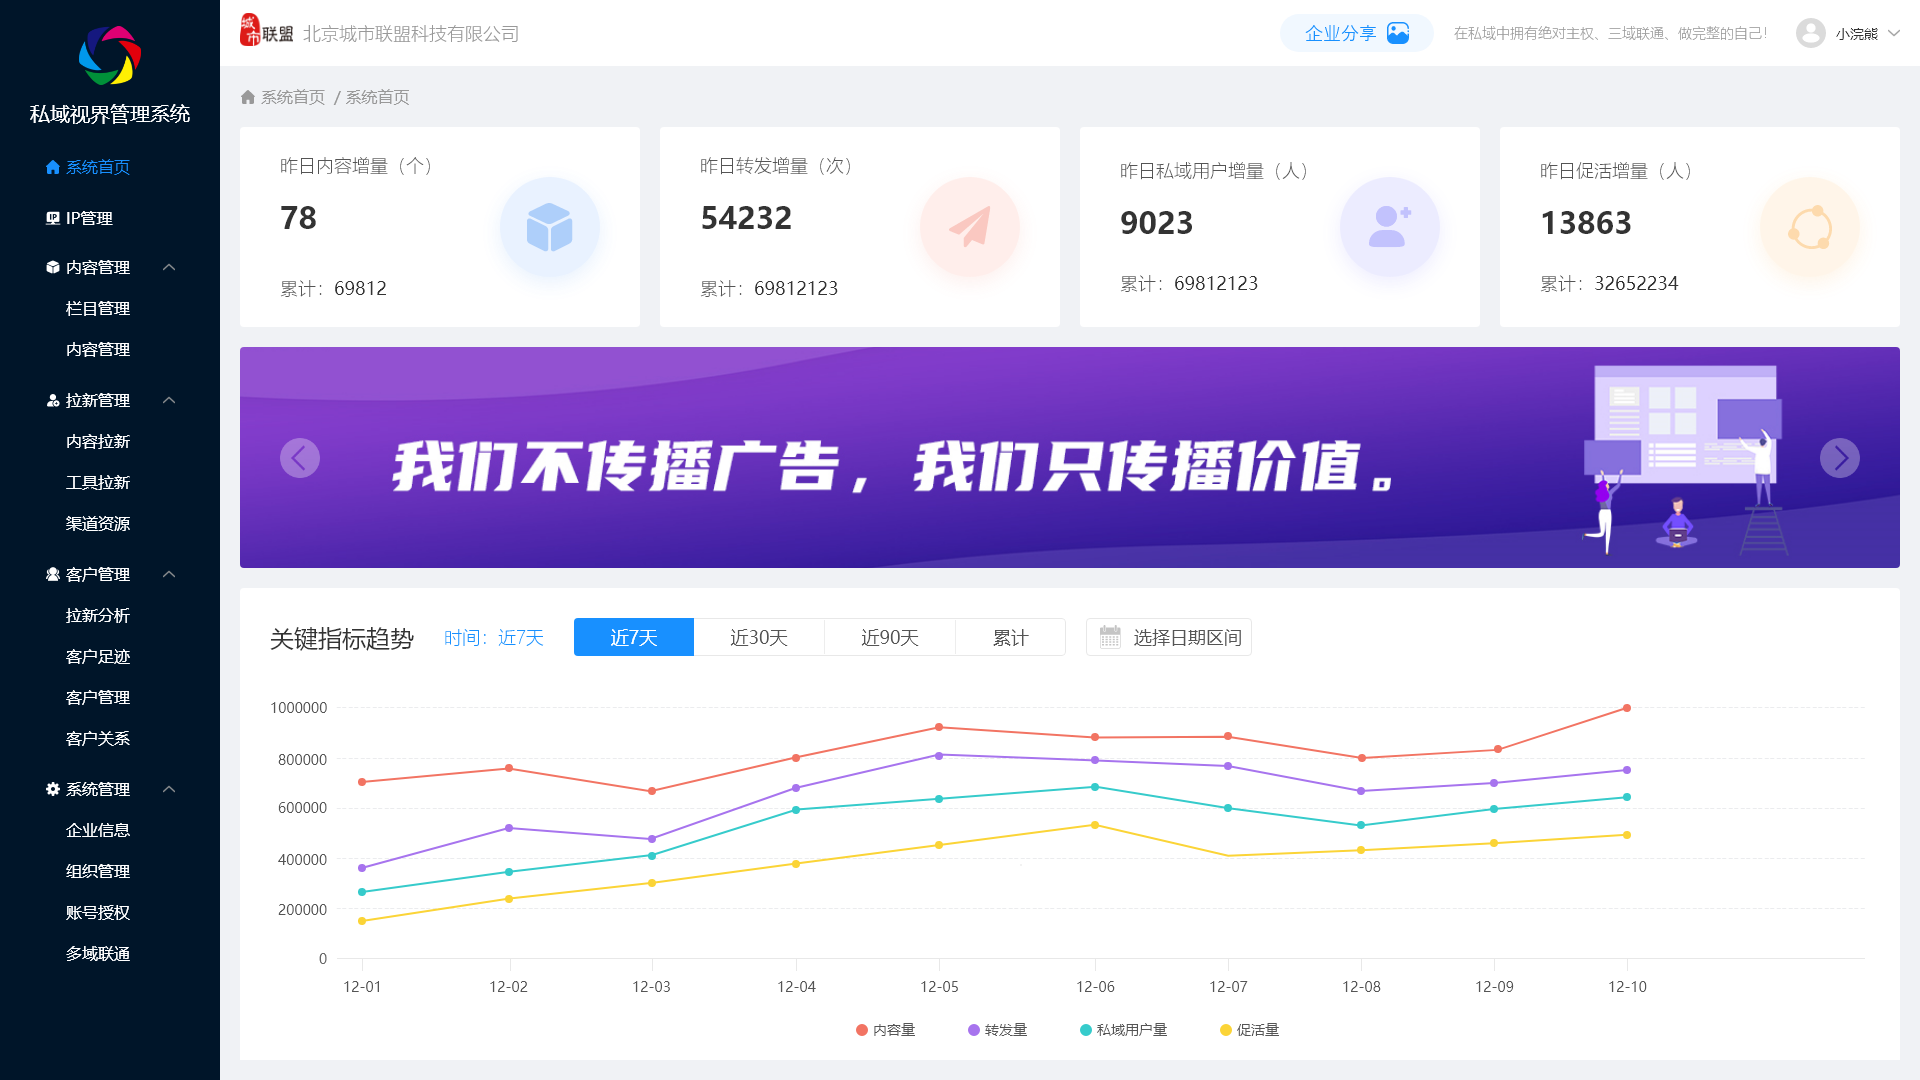 私域视界管理系统
系统首页
IP管理
内容管理
栏目管理
内容管理
拉新管理
内容拉新
工具拉新
渠道资源
客户管理
拉新分析
客户足迹
客户管理
客户关系
系统管理
企业信息
组织管理
账号授权
多域联通
城市联盟 北京城市联盟科技有限公司
企业分享
在私域中拥有绝对主权、三域联通、做完整的自己!
小浣熊
系统首页 / 系统首页
昨日内容增量（个）
78
累计：69812
昨日转发增量（次）
54232
累计：69812123
昨日私域用户增量（人）
9023
累计：69812123
昨日促活增量（人）
13863
累计：32652234
我们不传播广告，我们只传播价值。
关键指标趋势 时间：近7天 近7天 近30天 近90天 累计 选择日期区间
1000000
800000
600000
400000
200000
0
12-01 12-02 12-03 12-04 12-05 12-06 12-07 12-08 12-09 12-10
内容量 转发量 私域用户量 促活量